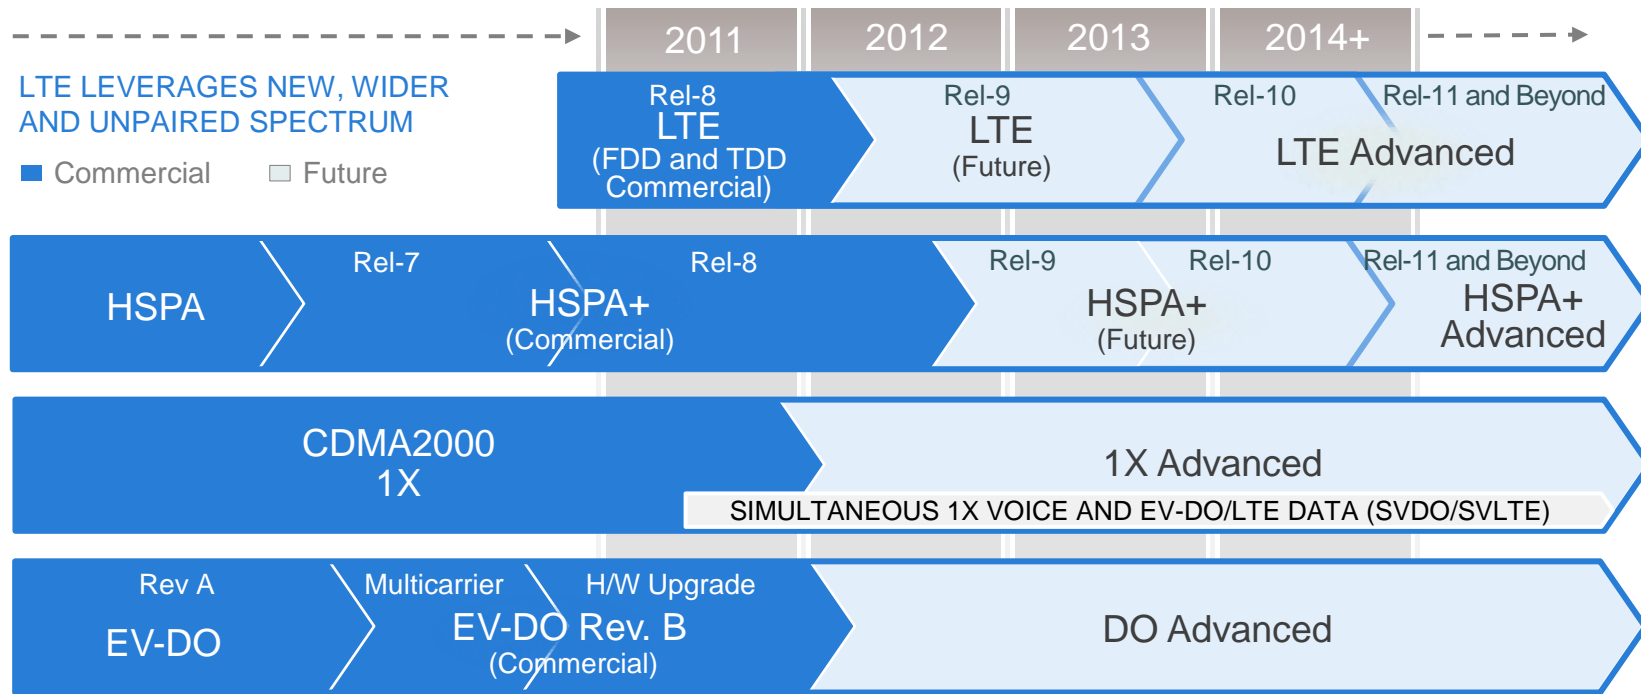 2011 2012 2013 2014+
LTE LEVERAGES NEW, WIDER
AND UNPAIRED SPECTRUM
Commercial Future
Rel-8
LTE
(FDD and TDD
Commercial)
Rel-9
LTE
(Future)
Rel-10
Rel-11 and Beyond
LTE Advanced
HSPA
Rel-7
Rel-8
HSPA+
(Commercial)
Rel-9
Rel-10
HSPA+
(Future)
Rel-11 and Beyond
HSPA+
Advanced
CDMA2000
1X
1X Advanced
SIMULTANEOUS 1X VOICE AND EV-DO/LTE DATA (SVDO/SVLTE)
Rev A
EV-DO
Multicarrier
H/W Upgrade
EV-DO Rev. B
(Commercial)
DO Advanced